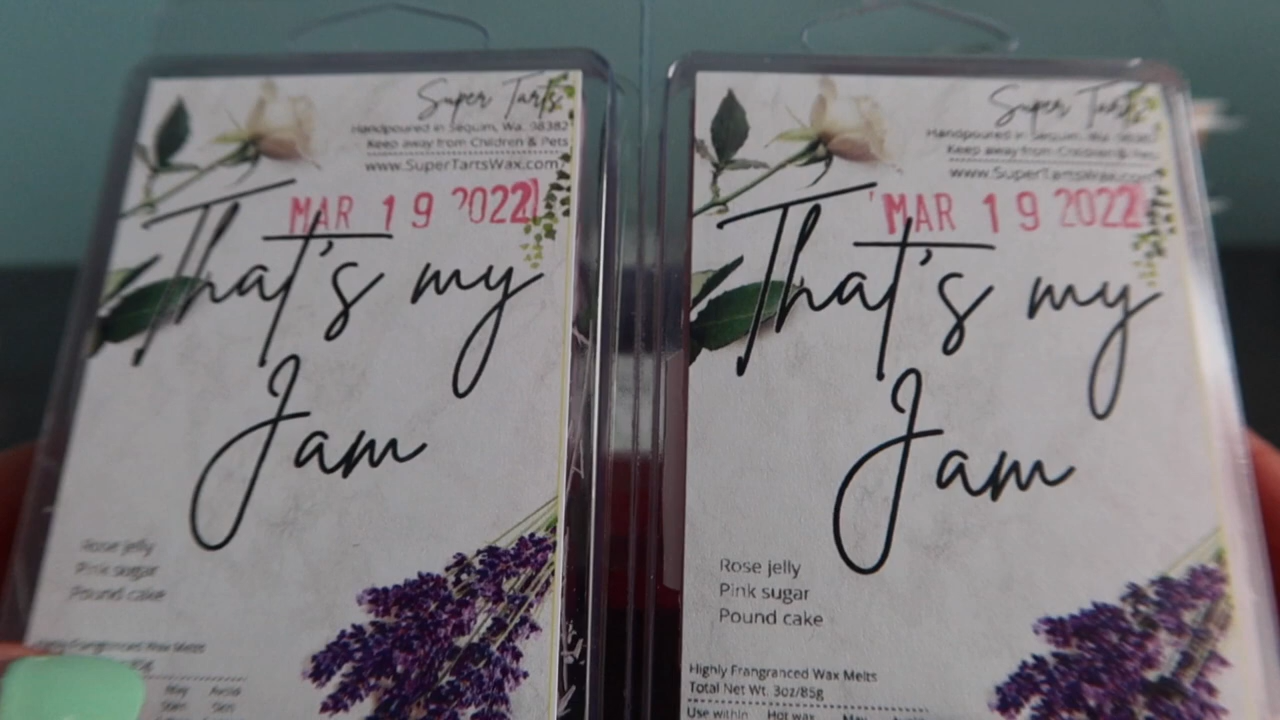 Super Tarts
Handpoured in Sequim, Wa. 98382
Keep away from Children & Pets
www.SuperTartsWax.com
MAR 19 2022
That's my
Jam
Rose jelly
Pink sugar
Pound cake
Super Tarts
Handpoured in Sequim, Wa. 98382
Keep away from Children & Pets
www.SuperTartsWax.com
MAR 19 2022
That's my
Jam
Rose jelly
Pink sugar
Pound cake
Highly Frangranced Wax Melts
Total Net Wt. 3oz/85g
Use within Hot wax May Avoid